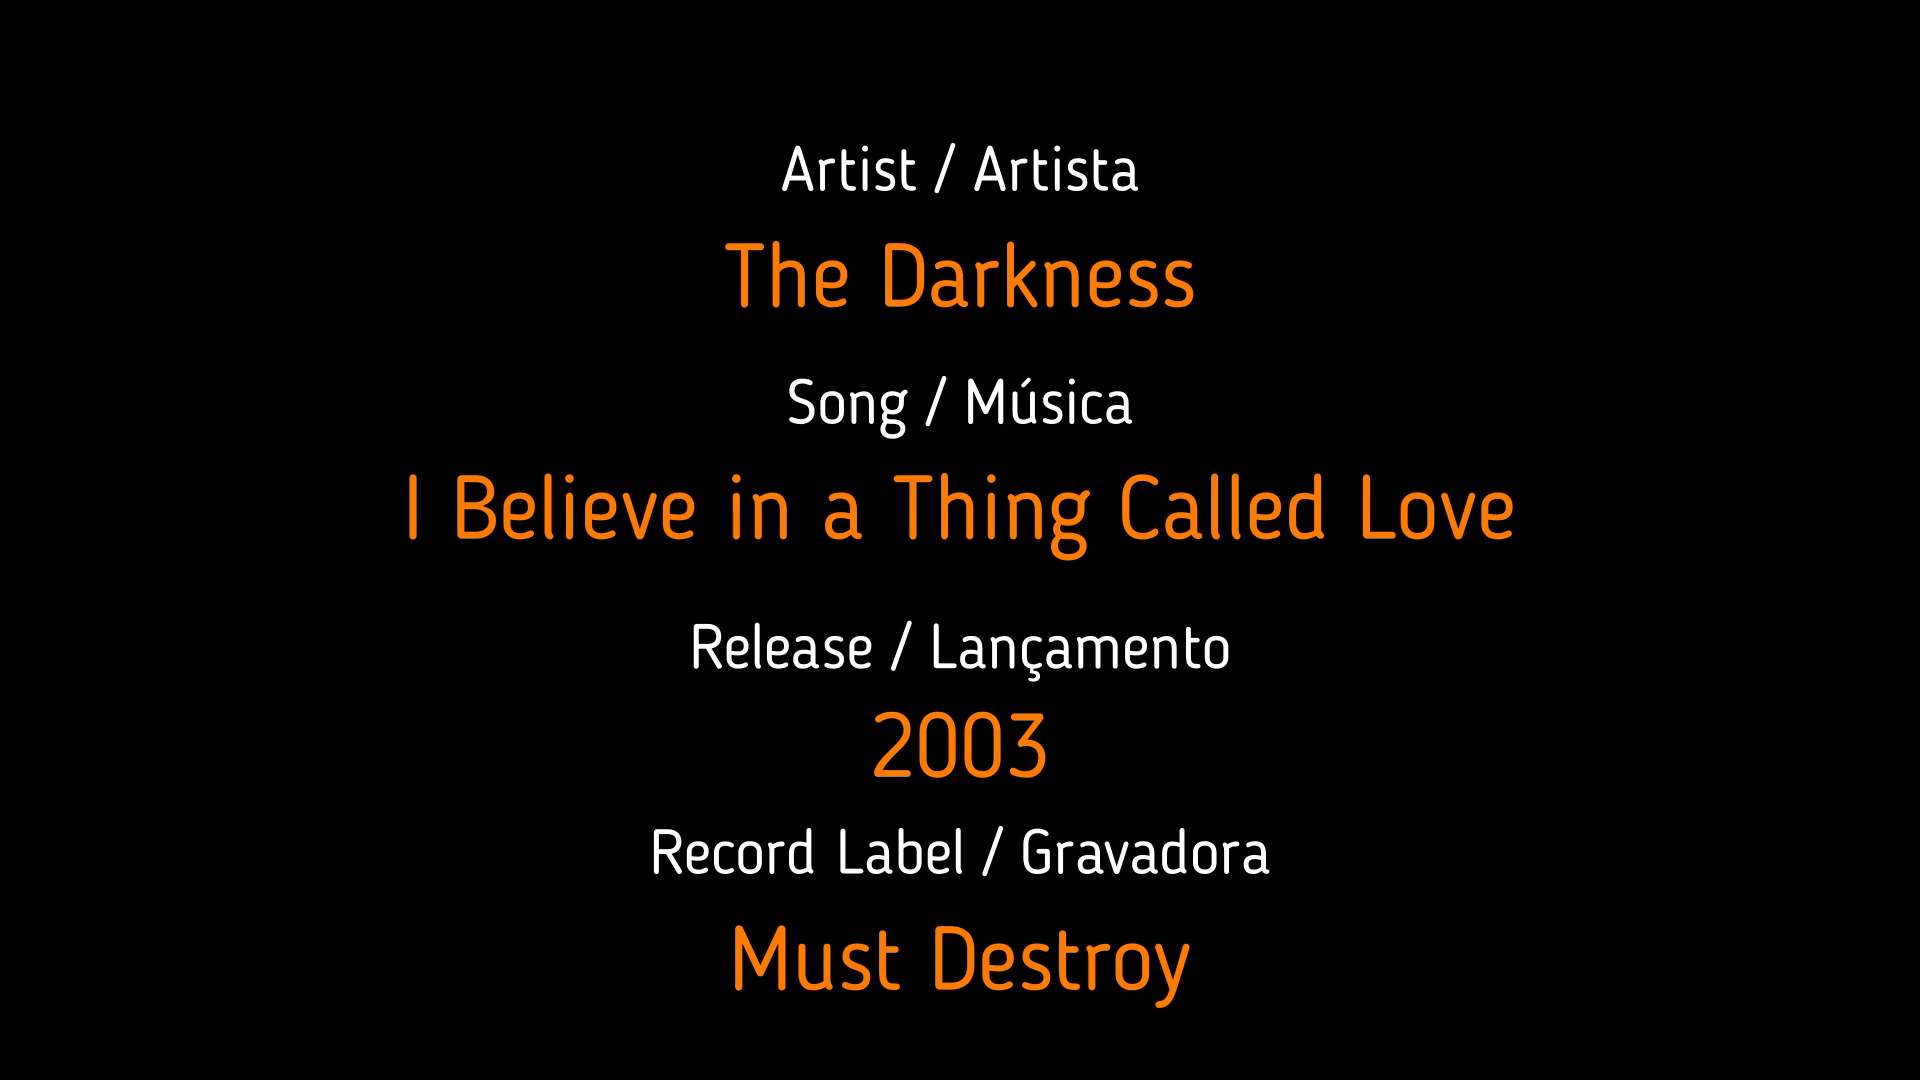 Artist / Artista
The Darkness
Song / Música
I Believe in a Thing Called Love
Release / Lançamento
2003
Record Label / Gravadora
Must Destroy